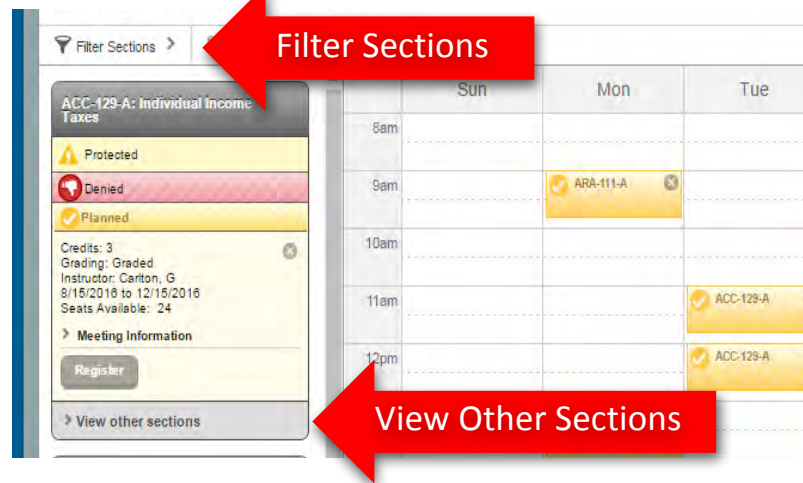 Filter Sections >
Filter Sections
Sun Mon Tue
ACC-129-A: Individual Income
Taxes
8am
Protected
Denied
9am
ARA-111-A
Planned
10am
Credits: 3
Grading: Graded
Instructor: Carlton, G
8/15/2016 to 12/15/2016
Seats Available: 24
11am
ACC-129-A
> Meeting Information
12pm
ACC-129-A
Register
> View other sections
View Other Sections